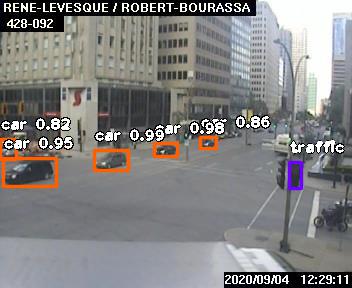 RENE-LEVESQUE / ROBERT-BOURASSA
428-092
car 0.82
car 0.99
car 0.98
car 0.86
car 0.95
traffic
2020/09/04 12:29:11